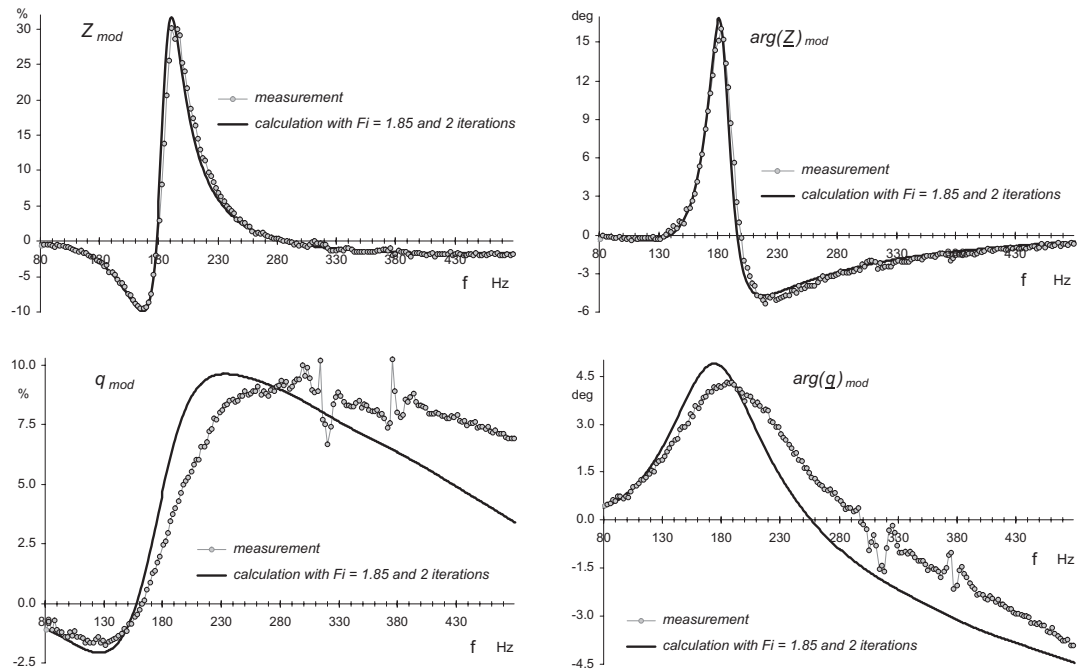 %
Z mod
30
25
20
15
10
5
0
-5
-10
80 130 180 230 280 330 380 430
f Hz
measurement
calculation with Fi = 1.85 and 2 iterrations
deg
arg(Z) mod
15
12
9
6
3
0
-3
-6
80 130 180 230 280 330 380 430
f Hz
measurement
calculation with Fi = 1.85 and 2 iterrations
10.0
%
q mod
7.5
5.0
2.5
0.0
-2.5
80 130 180 230 280 330 380 430
f Hz
measurement
calculation with Fi = 1.85 and 2 iterrations
4.5
deg
arg(q) mod
3.0
1.5
0.0
-1.5
-3.0
-4.5
80 130 180 230 280 330 380 430
f Hz
measurement
calculation with Fi = 1.85 and 2 iterrations